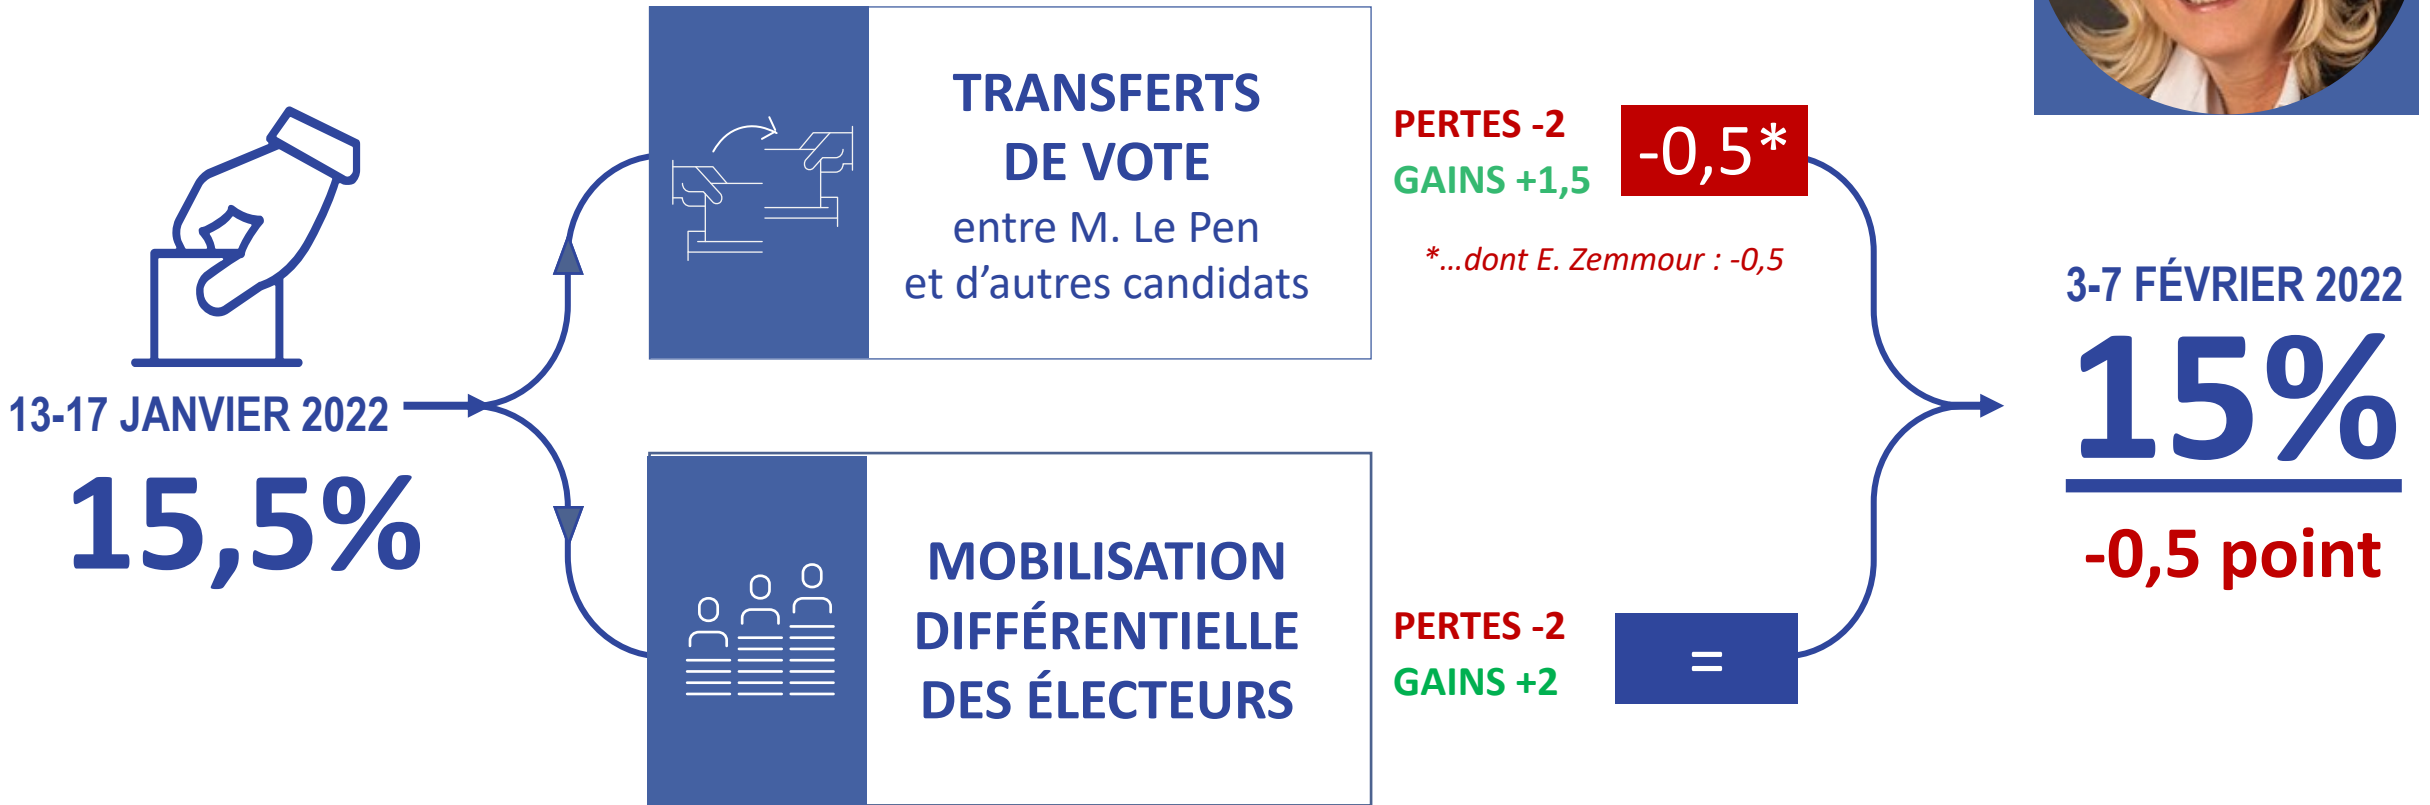 13-17 JANVIER 2022
15,5%
TRANSFERTS
DE VOTE
entre M. Le Pen
et d’autres candidats
PERTES -2
GAINS +1,5
-0,5*
*...dont E. Zemmour : -0,5
MOBILISATION
DIFFÉRENTIELLE
DES ÉLECTEURS
PERTES -2
GAINS +2
=
3-7 FÉVRIER 2022
15%
-0,5 point